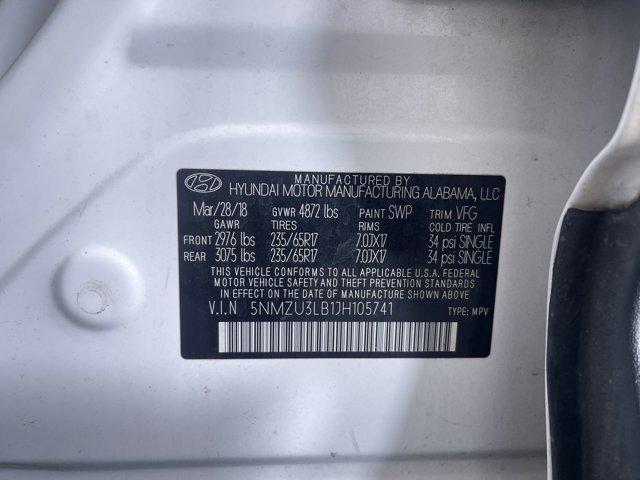 MANUFACTURED BY
HYUNDAI MOTOR MANUFACTURING ALABAMA, LLC
Mar/28/18 GVWR 4872 lbs PAINT SWP TRIM VFG
GAWR TIRES RIMS COLD TIRE INFL
FRONT 2976 lbs 235/65R17 7.0JX17 34 psi SINGLE
REAR 3075 lbs 235/65R17 7.0JX17 34 psi SINGLE
THIS VEHICLE CONFORMS TO ALL APPLICABLE U.S.A. FEDERAL
MOTOR VEHICLE SAFETY AND THEFT PREVENTION STANDARDS
IN EFFECT ON THE DATE OF MANUFACTURE SHOWN ABOVE.
V.I.N 5NMZU3LB1JH105741 TYPE: MPV